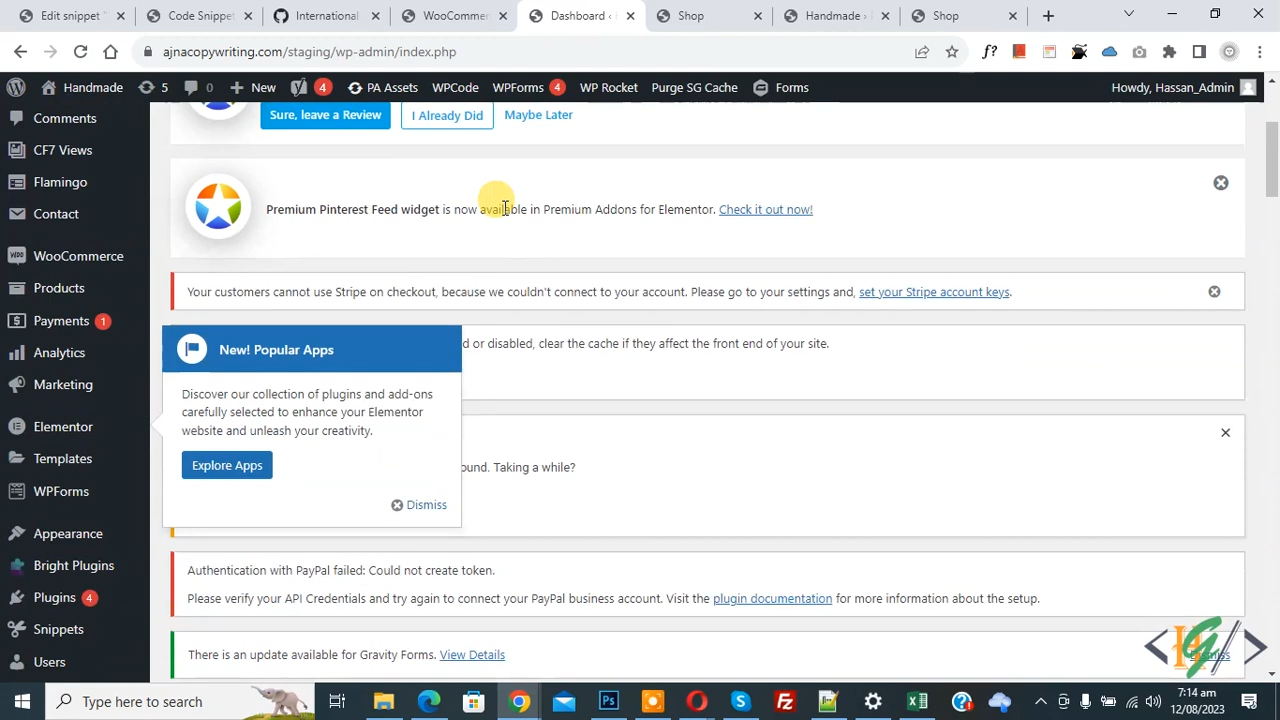 Edit snippet "
Code Snippet
International
WooCommer
Dashboard ‹
Shop
Handmade ›
Shop
ajnacopywriting.com/staging/wp-admin/index.php
Handmade
5
0
New
4
PA Assets
WPCode
WPForms 4
WP Rocket
Purge SG Cache
Forms
Howdy, Hassan_Admin
Comments
CF7 Views
Flamingo
Contact
WooCommerce
Products
Payments 1
Analytics
Marketing
Elementor
Templates
WPForms
Appearance
Bright Plugins
Plugins 4
Snippets
Users
Sure, leave a Review
I Already Did
Maybe Later
Premium Pinterest Feed widget is now available in Premium Addons for Elementor. Check it out now!
Your customers cannot use Stripe on checkout, because we couldn't connect to your account. Please go to your settings and, set your Stripe account keys.
d or disabled, clear the cache if they affect the front end of your site.
New! Popular Apps
Discover our collection of plugins and add-ons
carefully selected to enhance your Elementor
website and unleash your creativity.
Explore Apps
Dismiss
ound. Taking a while?
Authentication with PayPal failed: Could not create token.
Please verify your API Credentials and try again to connect your PayPal business account. Visit the plugin documentation for more information about the setup.
There is an update available for Gravity Forms. View Details
Type here to search
7:14 am
12/08/2023